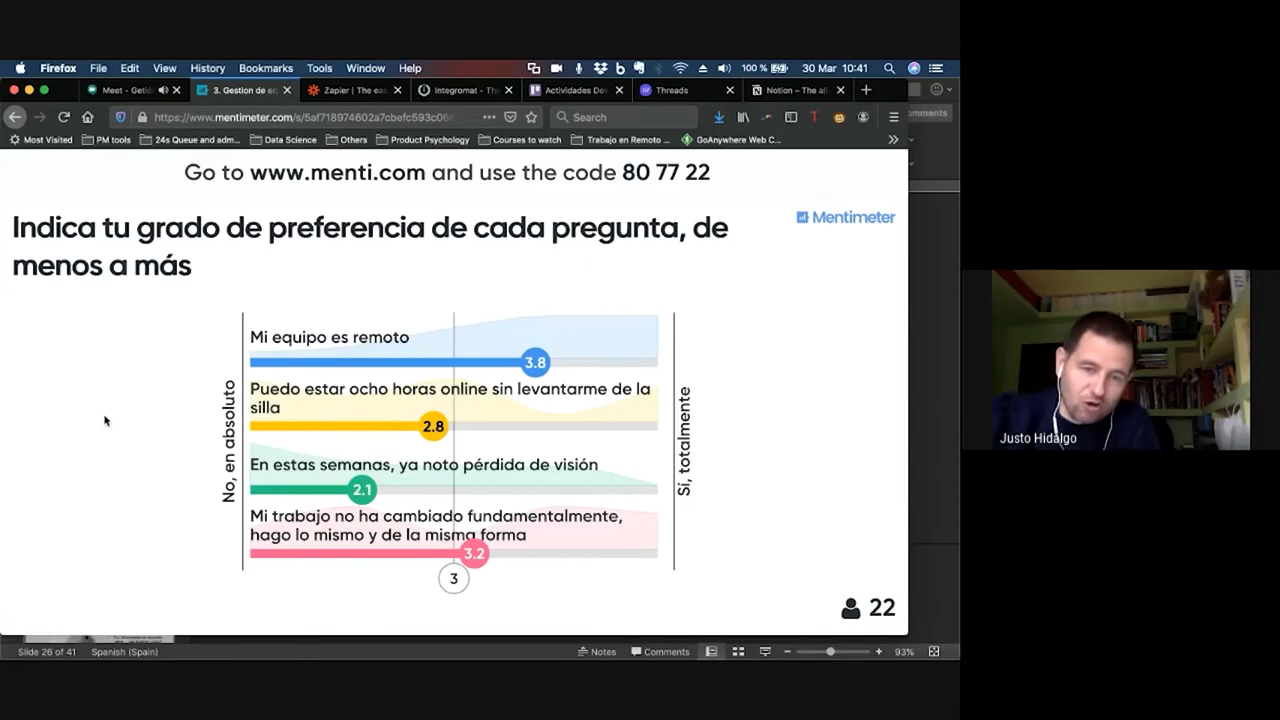 Firefox File Edit View History Bookmarks Tools Window Help 100 % 30 Mar 10:41
Meet - Gestió 3. Gestion de eq Zapier | The eas Integromat - The Actividades Dev Threads Notion – The all
https://www.mentimeter.com/s/5af718974602a7cbefc593c06 Search
Most Visited PM tools 24s Queue and adm... Data Science Others Product Psychology Courses to watch Trabajo en Remoto ... GoAnywhere Web C...
omments
Go to www.menti.com and use the code 80 77 22
Indica tu grado de preferencia de cada pregunta, de
menos a más
Mentimeter
No, en absoluto
Mi equipo es remoto
3.8
Puedo estar ocho horas online sin levantarme de la
silla
2.8
En estas semanas, ya noto pérdida de visión
2.1
Mi trabajo no ha cambiado fundamentalmente,
hago lo mismo y de la misma forma
3.2
3
Sí, totalmente
22
Slide 26 of 41 Spanish (Spain) Notes Comments 93%
Justo Hidalgo